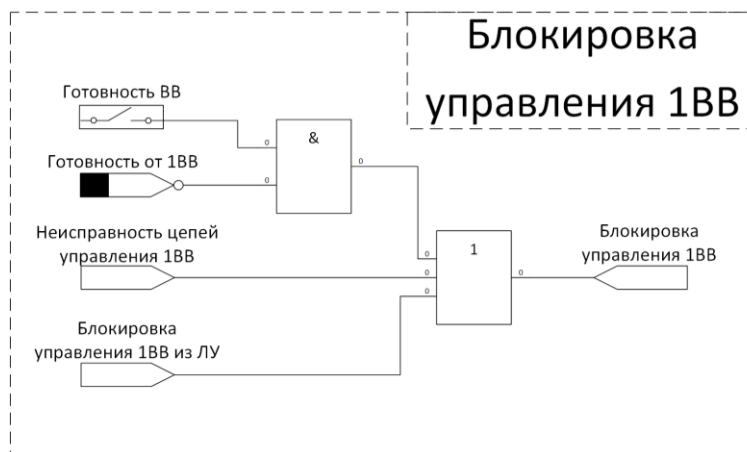 Блокировка
управления 1ВВ
Готовность ВВ
0
&
0
Готовность от 1ВВ
0
Неисправность цепей
управления 1ВВ
0
1
Блокировка
управления 1ВВ
0
0
0
Блокировка
управления 1ВВ из ЛУ